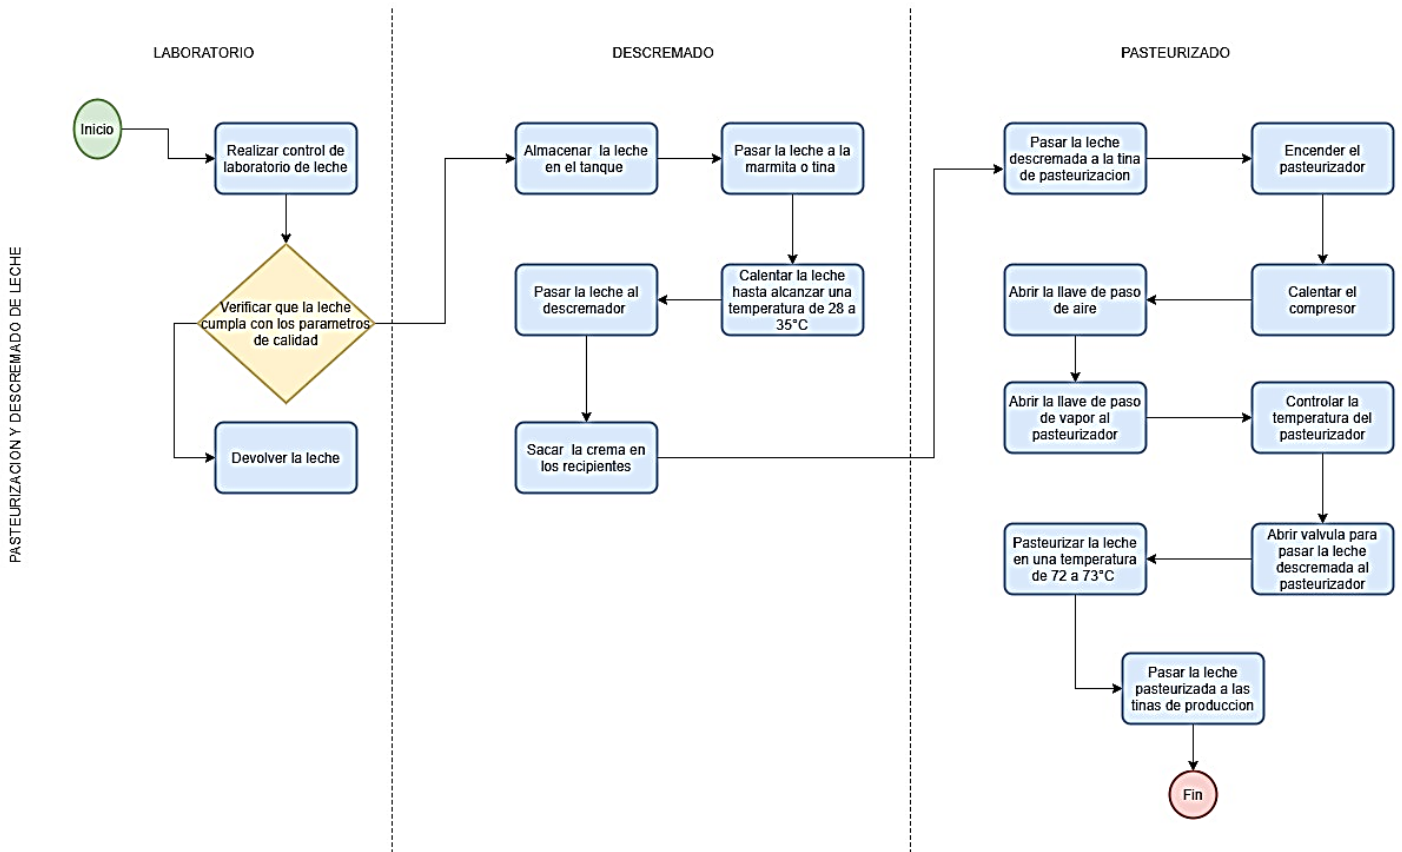 PASTEURIZACION Y DESCREMADO DE LECHE
LABORATORIO
Inicio
Realizar control de
laboratorio de leche
Verificar que la leche
cumpla con los parametros
de calidad
Devolver la leche
DESCREMADO
Almacenar la leche
en el tanque
Pasar la leche a la
marmita o tina
Calentar la leche
hasta alcanzar una
temperatura de 28 a
35°C
Pasar la leche al
descremador
Sacar la crema en
los recipientes
PASTEURIZADO
Pasar la leche
descremada a la tina
de pasteurizacion
Encender el
pasteurizador
Calentar el
compresor
Abrir la llave de paso
de aire
Abrir la llave de paso
de vapor al
pasteurizador
Controlar la
temperatura del
pasteurizador
Abrir valvula para
pasar la leche
descremada al
pasteurizador
Pasteurizar la leche
en una temperatura
de 72 a 73°C
Pasar la leche
pasteurizada a las
tinas de produccion
Fin